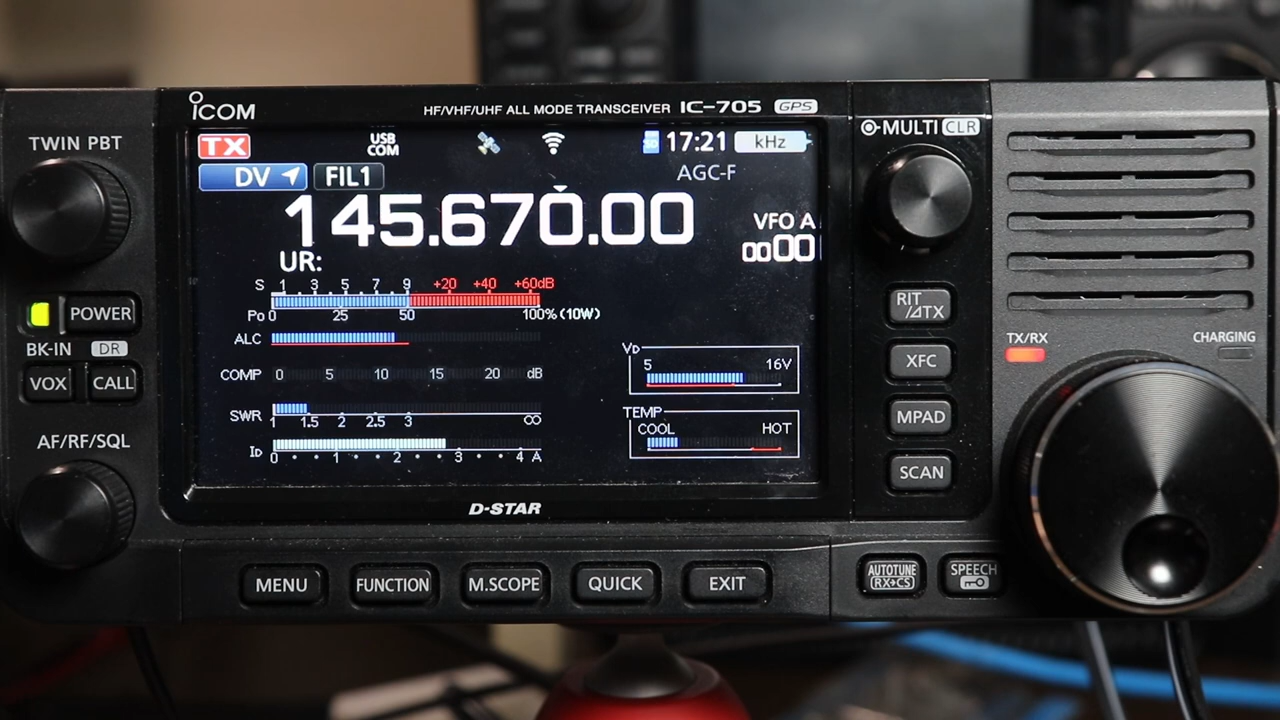 ICOM
HF/VHF/UHF ALL MODE TRANSCEIVER IC-705 GPS
TWIN PBT
TX
USB COM
SD
17:21
kHz
MULTI CLR
DV FIL1
AGC-F
145.670.00
VFO A
0000
UR:
S 1 3 5 7 9 +20 +40 +60dB
Po 0 25 50 100% (10W)
ALC
COMP 0 5 10 15 20 dB
SWR 1 1.5 2 2.5 3 ∞
ID 0 1 2 3 4 A
VD
5 16V
TEMP
COOL HOT
POWER
BK-IN DR
VOX CALL
AF/RF/SQL
RIT/⊿TX
XFC
MPAD
SCAN
TX/RX
CHARGING
D-STAR
MENU FUNCTION M.SCOPE QUICK EXIT
AUTOTUNE
RX→CS
SPEECH